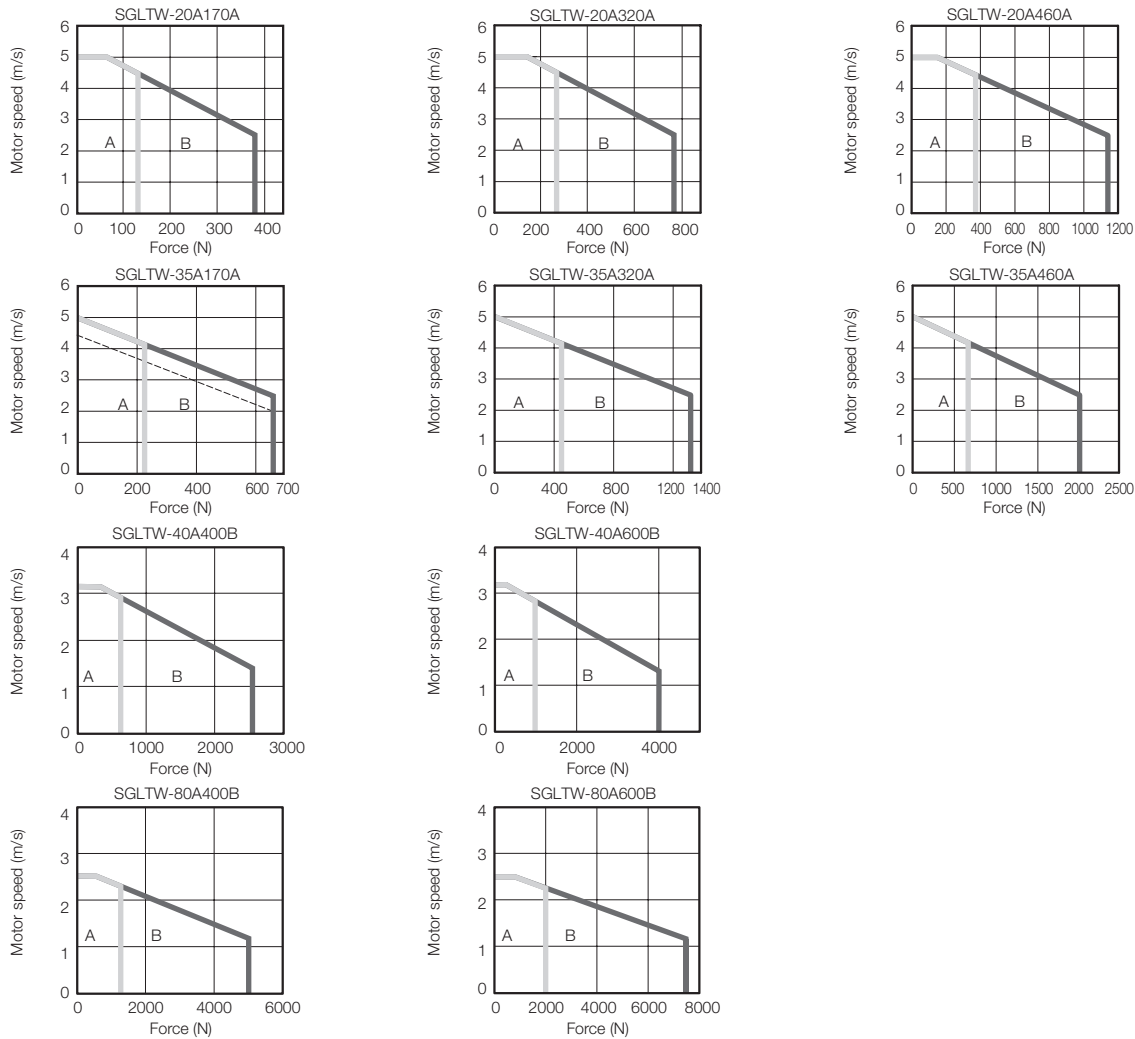 SGLTW-20A170A
Motor speed (m/s)
6
5
4
3
2
1
0
A
B
0 100 200 300 400
Force (N)
SGLTW-20A320A
Motor speed (m/s)
6
5
4
3
2
1
0
A
B
0 200 400 600 800
Force (N)
SGLTW-20A460A
Motor speed (m/s)
6
5
4
3
2
1
0
A
B
0 200 400 600 800 1000 1200
Force (N)
SGLTW-35A170A
Motor speed (m/s)
6
5
4
3
2
1
0
A
B
0 200 400 600 700
Force (N)
SGLTW-35A320A
Motor speed (m/s)
6
5
4
3
2
1
0
A
B
0 400 800 1200 1400
Force (N)
SGLTW-35A460A
Motor speed (m/s)
6
5
4
3
2
1
0
A
B
0 500 1000 1500 2000 2500
Force (N)
SGLTW-40A400B
Motor speed (m/s)
4
3
2
1
0
A
B
0 1000 2000 3000
Force (N)
SGLTW-40A600B
Motor speed (m/s)
4
3
2
1
0
A
B
0 2000 4000
Force (N)
SGLTW-80A400B
Motor speed (m/s)
4
3
2
1
0
A
B
0 2000 4000 6000
Force (N)
SGLTW-80A600B
Motor speed (m/s)
4
3
2
1
0
A
B
0 2000 4000 6000 8000
Force (N)